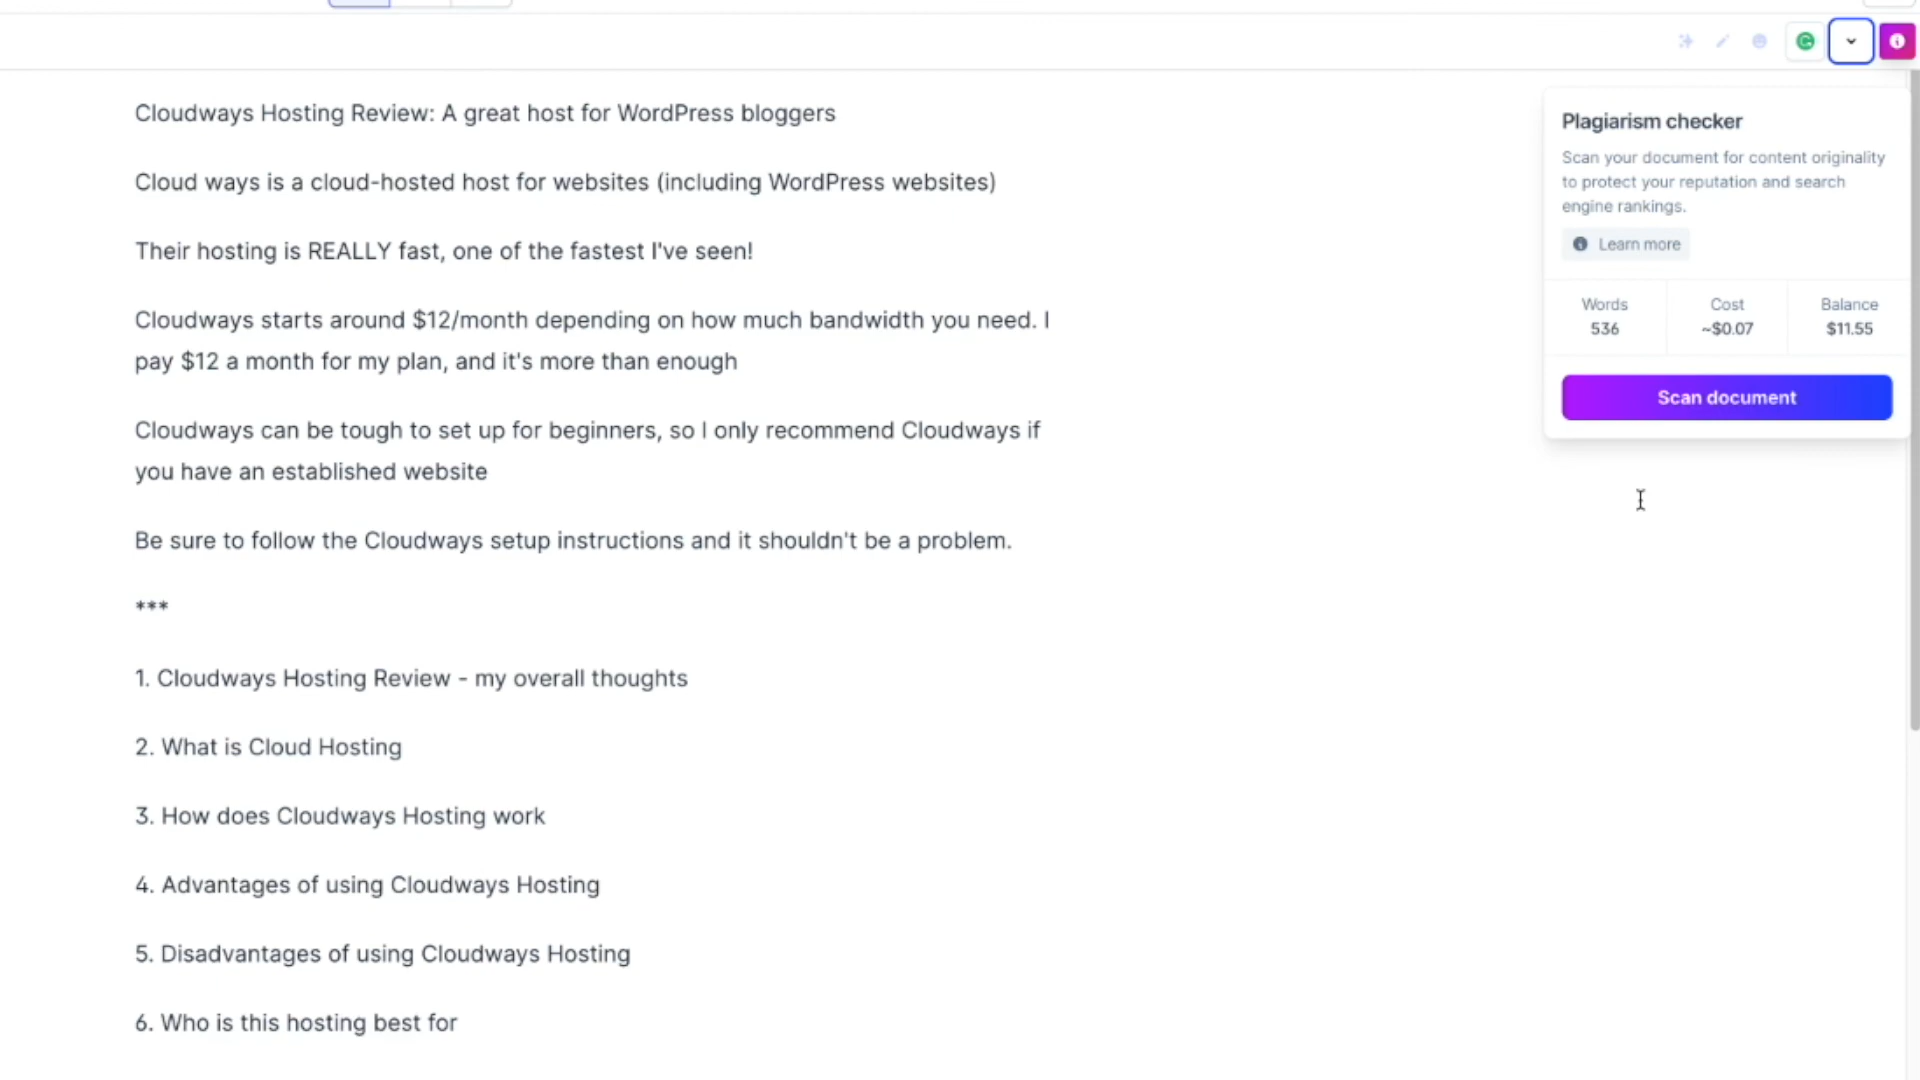 Cloudways Hosting Review: A great host for WordPress bloggers
Cloud ways is a cloud-hosted host for websites (including WordPress websites)
Their hosting is REALLY fast, one of the fastest I've seen!
Cloudways starts around $12/month depending on how much bandwidth you need. I
pay $12 a month for my plan, and it's more than enough
Cloudways can be tough to set up for beginners, so I only recommend Cloudways if
you have an established website
Be sure to follow the Cloudways setup instructions and it shouldn't be a problem.
***
1. Cloudways Hosting Review - my overall thoughts
2. What is Cloud Hosting
3. How does Cloudways Hosting work
4. Advantages of using Cloudways Hosting
5. Disadvantages of using Cloudways Hosting
6. Who is this hosting best for
Plagiarism checker
Scan your document for content originality
to protect your reputation and search
engine rankings.
Learn more
Words Cost Balance
536 ~$0.07 $11.55
Scan document